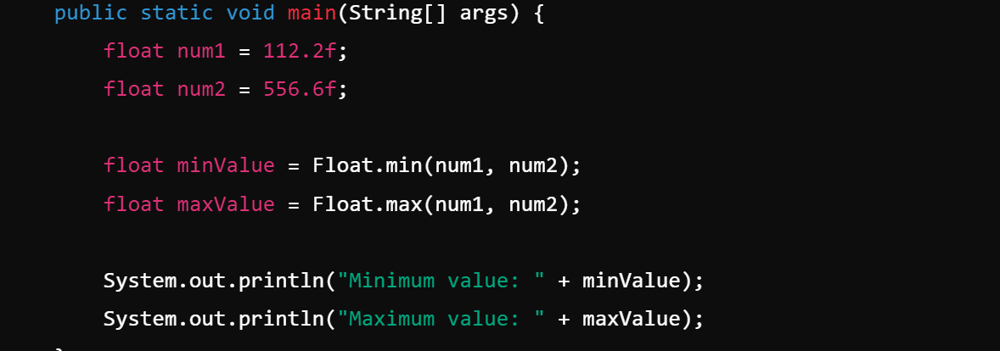 public static void main(String[] args) {
float num1 = 112.2f;
float num2 = 556.6f;
float minValue = Float.min(num1, num2);
float maxValue = Float.max(num1, num2);
System.out.println("Minimum value: " + minValue);
System.out.println("Maximum value: " + maxValue);
}